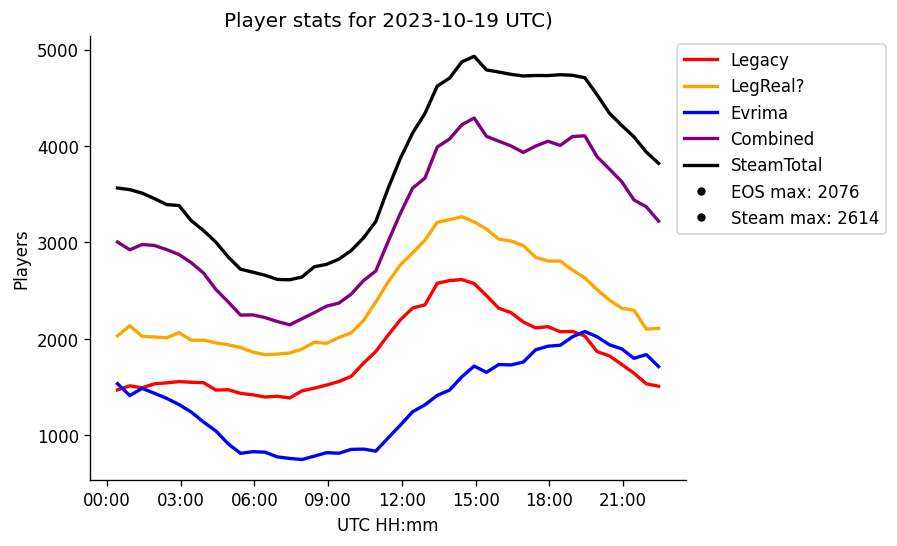 Player stats for 2023-10-19 UTC)
5000
4000
3000
2000
1000
Players
00:00 03:00 06:00 09:00 12:00 15:00 18:00 21:00
UTC HH:mm
Legacy
LegReal?
Evrima
Combined
SteamTotal
EOS max: 2076
Steam max: 2614